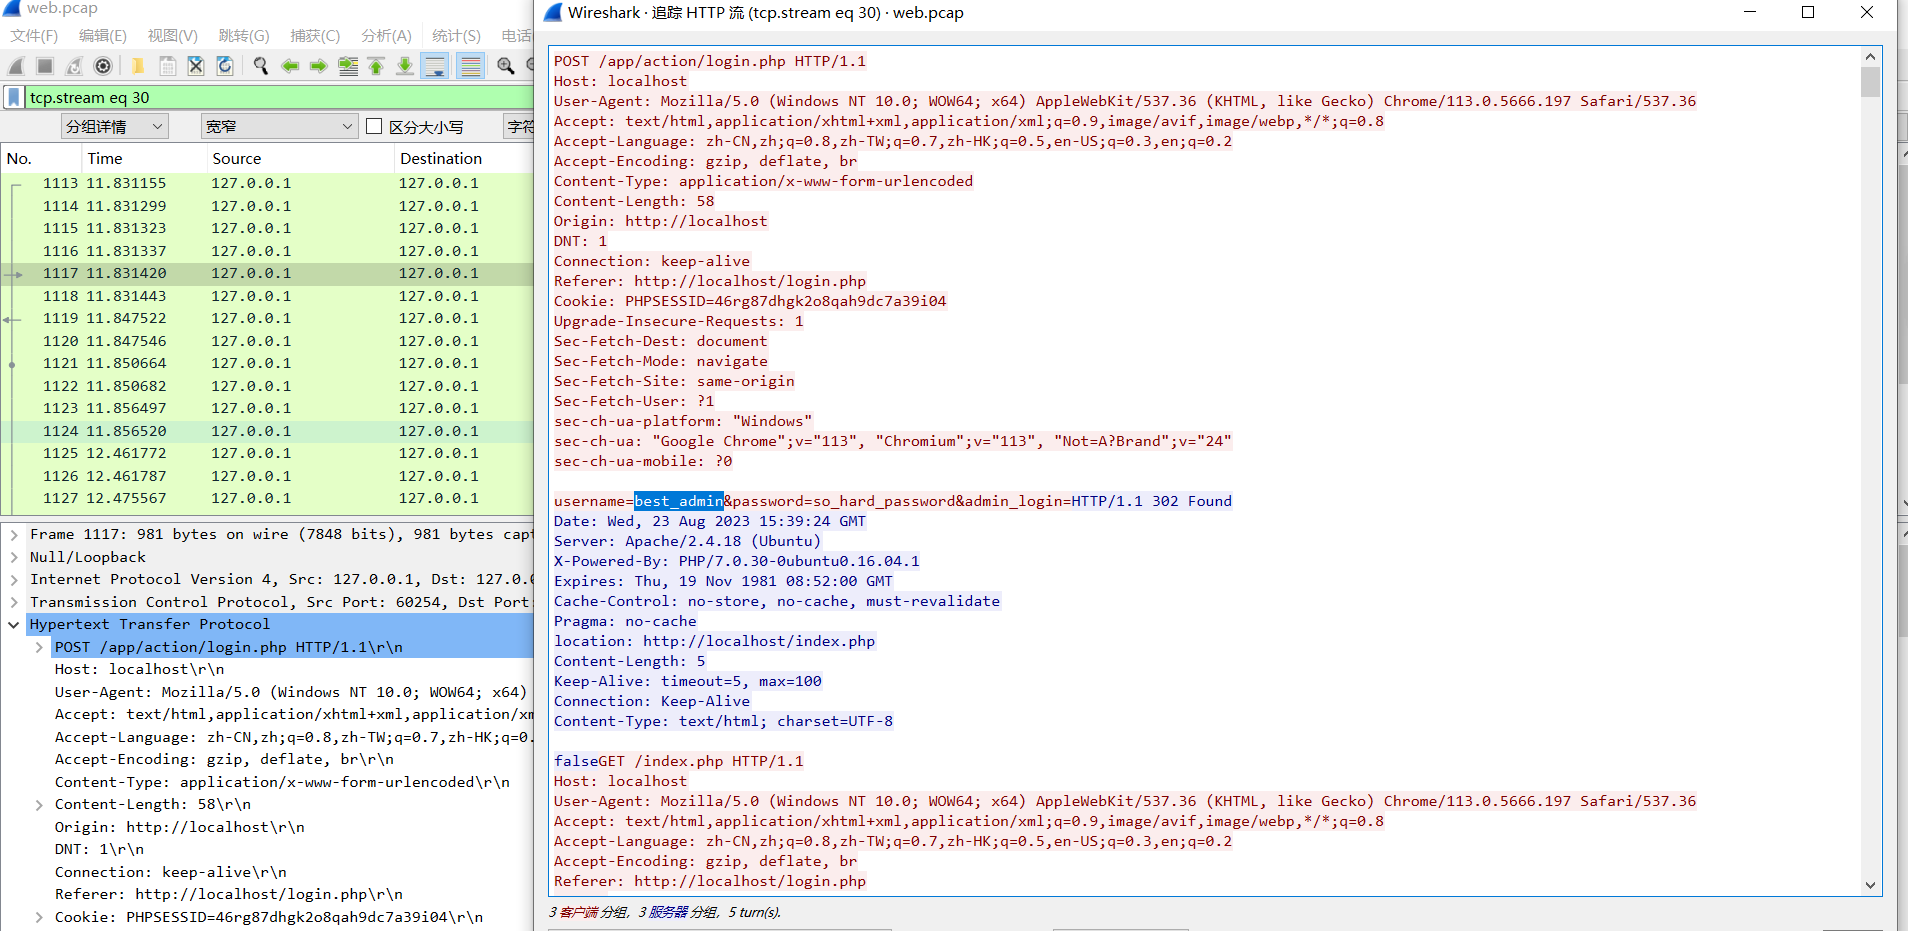 web.pcap
文件(F) 编辑(E) 视图(V) 跳转(G) 捕获(C) 分析(A) 统计(S) 电话
tcp.stream eq 30
分组详情 宽窄 区分大小写 字符
No. Time Source Destination
1113 11.831155 127.0.0.1 127.0.0.1
1114 11.831299 127.0.0.1 127.0.0.1
1115 11.831323 127.0.0.1 127.0.0.1
1116 11.831337 127.0.0.1 127.0.0.1
1117 11.831420 127.0.0.1 127.0.0.1
1118 11.831443 127.0.0.1 127.0.0.1
1119 11.847522 127.0.0.1 127.0.0.1
1120 11.847546 127.0.0.1 127.0.0.1
1121 11.850664 127.0.0.1 127.0.0.1
1122 11.850682 127.0.0.1 127.0.0.1
1123 11.856497 127.0.0.1 127.0.0.1
1124 11.856520 127.0.0.1 127.0.0.1
1125 12.461772 127.0.0.1 127.0.0.1
1126 12.461787 127.0.0.1 127.0.0.1
1127 12.475567 127.0.0.1 127.0.0.1
Frame 1117: 981 bytes on wire (7848 bits), 981 bytes capt
Null/Loopback
Internet Protocol Version 4, Src: 127.0.0.1, Dst: 127.0.0
Transmission Control Protocol, Src Port: 60254, Dst Port:
Hypertext Transfer Protocol
POST /app/action/login.php HTTP/1.1\r\n
Host: localhost\r\n
User-Agent: Mozilla/5.0 (Windows NT 10.0; WOW64; x64)
Accept: text/html,application/xhtml+xml,application/xm
Accept-Language: zh-CN,zh;q=0.8,zh-TW;q=0.7,zh-HK;q=0.
Accept-Encoding: gzip, deflate, br\r\n
Content-Type: application/x-www-form-urlencoded\r\n
Content-Length: 58\r\n
Origin: http://localhost\r\n
DNT: 1\r\n
Connection: keep-alive\r\n
Referer: http://localhost/login.php\r\n
Cookie: PHPSESSID=46rg87dhgk2o8qah9dc7a39i04\r\n
Wireshark · 追踪 HTTP 流 (tcp.stream eq 30) · web.pcap
POST /app/action/login.php HTTP/1.1
Host: localhost
User-Agent: Mozilla/5.0 (Windows NT 10.0; WOW64; x64) AppleWebKit/537.36 (KHTML, like Gecko) Chrome/113.0.5666.197 Safari/537.36
Accept: text/html,application/xhtml+xml,application/xml;q=0.9,image/avif,image/webp,*/*;q=0.8
Accept-Language: zh-CN,zh;q=0.8,zh-TW;q=0.7,zh-HK;q=0.5,en-US;q=0.3,en;q=0.2
Accept-Encoding: gzip, deflate, br
Content-Type: application/x-www-form-urlencoded
Content-Length: 58
Origin: http://localhost
DNT: 1
Connection: keep-alive
Referer: http://localhost/login.php
Cookie: PHPSESSID=46rg87dhgk2o8qah9dc7a39i04
Upgrade-Insecure-Requests: 1
Sec-Fetch-Dest: document
Sec-Fetch-Mode: navigate
Sec-Fetch-Site: same-origin
Sec-Fetch-User: ?1
sec-ch-ua-platform: "Windows"
sec-ch-ua: "Google Chrome";v="113", "Chromium";v="113", "Not=A?Brand";v="24"
sec-ch-ua-mobile: ?0
username=best_admin&password=so_hard_password&admin_login=HTTP/1.1 302 Found
Date: Wed, 23 Aug 2023 15:39:24 GMT
Server: Apache/2.4.18 (Ubuntu)
X-Powered-By: PHP/7.0.30-0ubuntu0.16.04.1
Expires: Thu, 19 Nov 1981 08:52:00 GMT
Cache-Control: no-store, no-cache, must-revalidate
Pragma: no-cache
location: http://localhost/index.php
Content-Length: 5
Keep-Alive: timeout=5, max=100
Connection: Keep-Alive
Content-Type: text/html; charset=UTF-8
falseGET /index.php HTTP/1.1
Host: localhost
User-Agent: Mozilla/5.0 (Windows NT 10.0; WOW64; x64) AppleWebKit/537.36 (KHTML, like Gecko) Chrome/113.0.5666.197 Safari/537.36
Accept: text/html,application/xhtml+xml,application/xml;q=0.9,image/avif,image/webp,*/*;q=0.8
Accept-Language: zh-CN,zh;q=0.8,zh-TW;q=0.7,zh-HK;q=0.5,en-US;q=0.3,en;q=0.2
Accept-Encoding: gzip, deflate, br
Referer: http://localhost/login.php
3 客户端 分组, 3 服务器 分组, 5 turn(s).